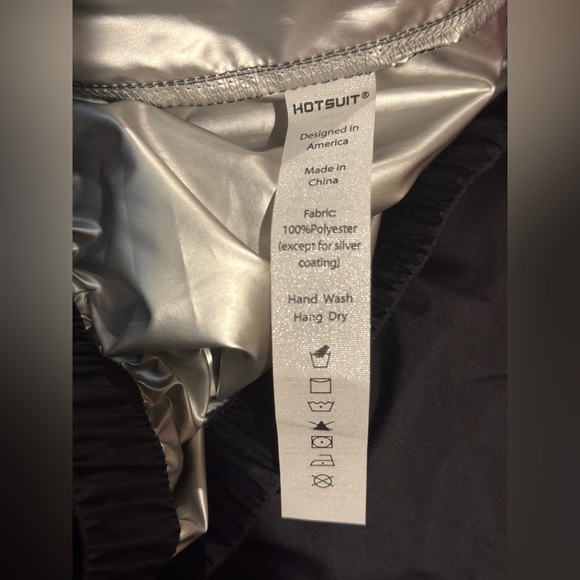 HOTSUIT®
Designed in
America
Made in
China
Fabric:
100%Polyester
(except for silver
coating)
Hand Wash
Hang Dry